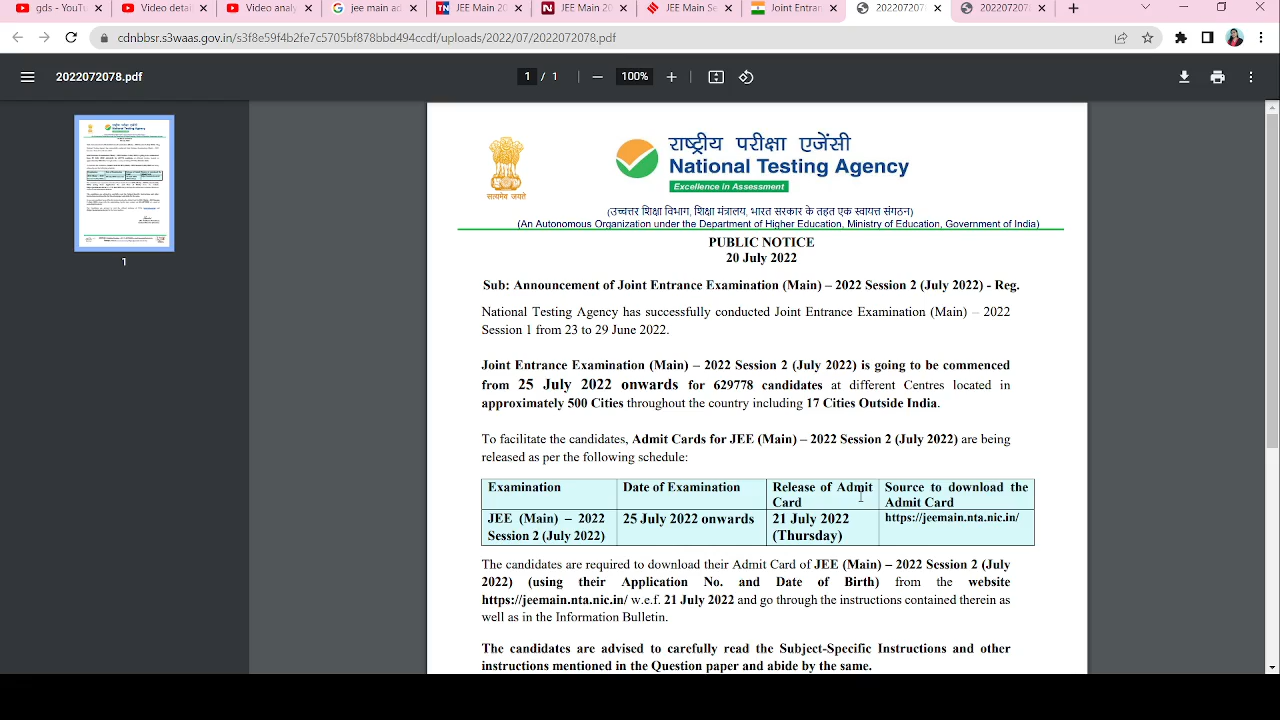 gds - YouTu
Video detai
Video analy
jee main ad
JEE Main 20
JEE Main 20
JEE Main Se
Joint Entran
2022072078
2022072078
cdnbbsr.s3waas.gov.in/s3f8e59f4b2fe7c5705bf878bbd494ccdf/uploads/2022/07/2022072078.pdf
2022072078.pdf
1 / 1
100%
1
राष्ट्रीय परीक्षा एजेंसी
National Testing Agency
Excellence in Assessment
सत्यमेव जयते
(उच्चतर शिक्षा विभाग, शिक्षा मंत्रालय, भारत सरकार के तहत एक स्वायत्त संगठन)
(An Autonomous Organization under the Department of Higher Education, Ministry of Education, Government of India)
PUBLIC NOTICE
20 July 2022
Sub: Announcement of Joint Entrance Examination (Main) – 2022 Session 2 (July 2022) - Reg.
National Testing Agency has successfully conducted Joint Entrance Examination (Main) – 2022
Session 1 from 23 to 29 June 2022.
Joint Entrance Examination (Main) – 2022 Session 2 (July 2022) is going to be commenced
from 25 July 2022 onwards for 629778 candidates at different Centres located in
approximately 500 Cities throughout the country including 17 Cities Outside India.
To facilitate the candidates, Admit Cards for JEE (Main) – 2022 Session 2 (July 2022) are being
released as per the following schedule:
Examination
Date of Examination
Release of Admit
Card
Source to download the
Admit Card
JEE (Main) – 2022
Session 2 (July 2022)
25 July 2022 onwards
21 July 2022
(Thursday)
https://jeemain.nta.nic.in/
The candidates are required to download their Admit Card of JEE (Main) – 2022 Session 2 (July
2022) (using their Application No. and Date of Birth) from the website
https://jeemain.nta.nic.in/ w.e.f. 21 July 2022 and go through the instructions contained therein as
well as in the Information Bulletin.
The candidates are advised to carefully read the Subject-Specific Instructions and other
instructions mentioned in the Question paper and abide by the same.